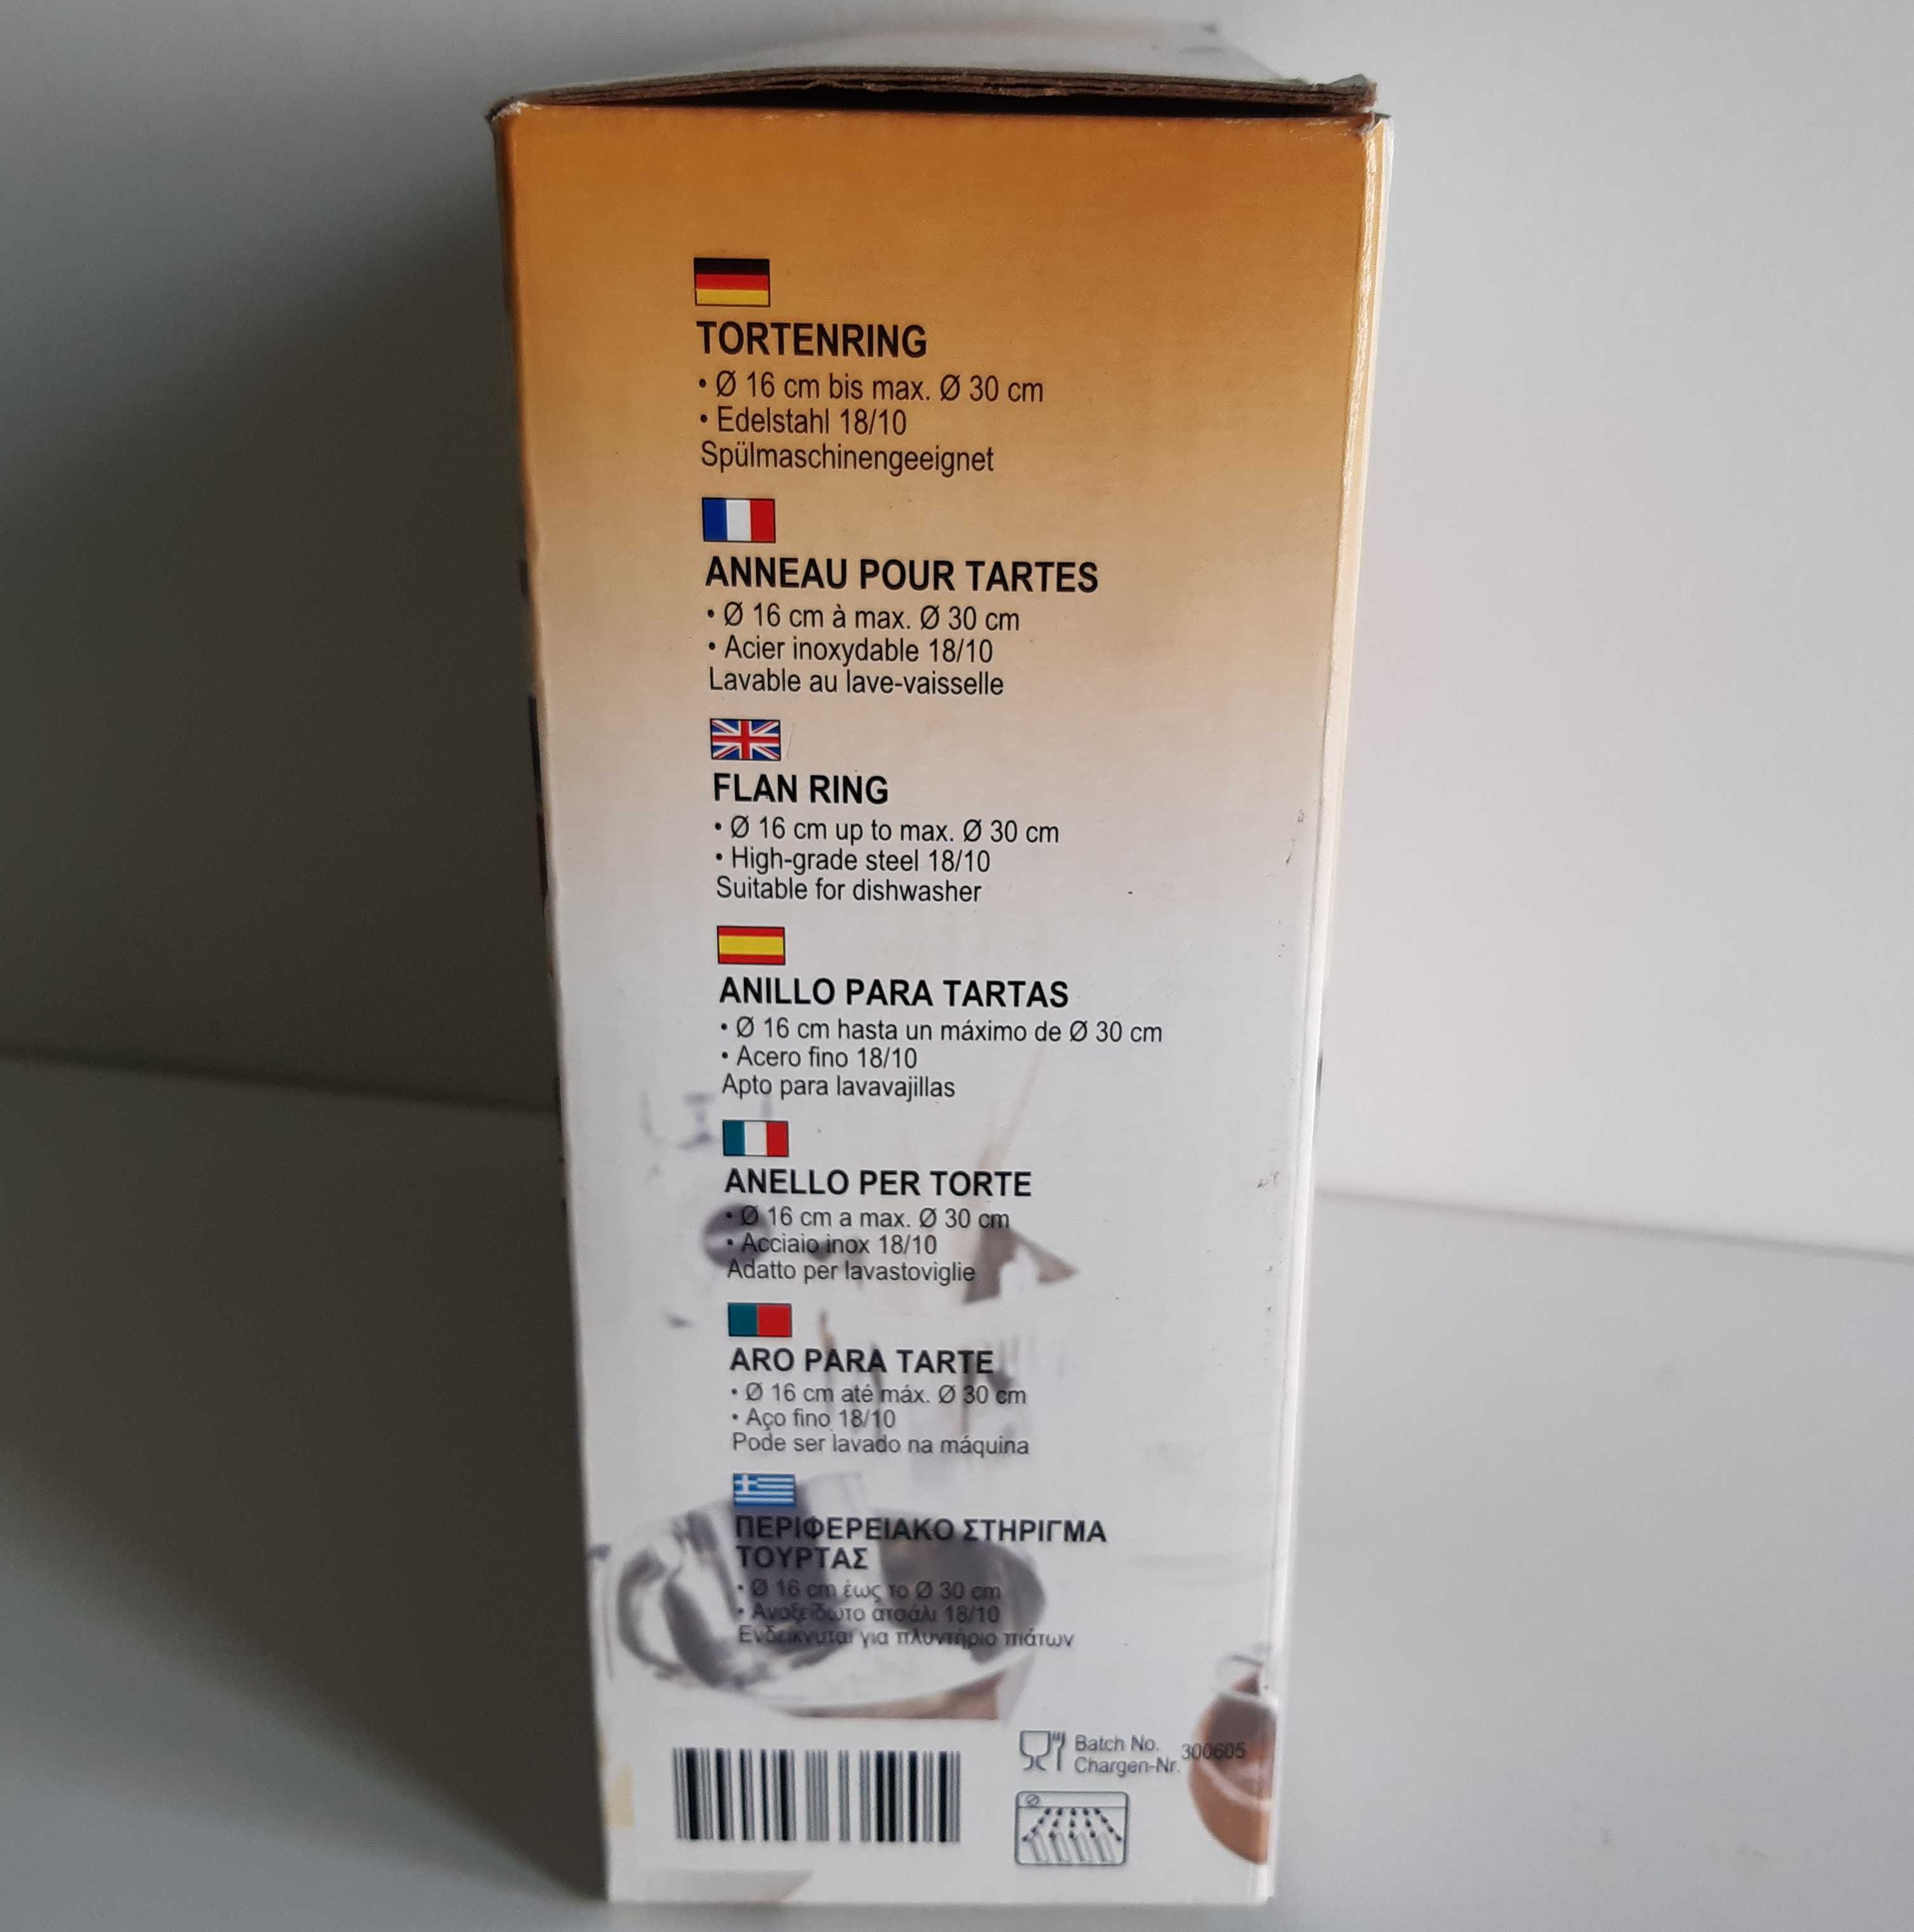 TORTENRING
• Ø 16 cm bis max. Ø 30 cm
• Edelstahl 18/10
Spülmaschinengeeignet
ANNEAU POUR TARTES
• Ø 16 cm à max. Ø 30 cm
• Acier inoxydable 18/10
Lavable au lave-vaisselle
FLAN RING
• Ø 16 cm up to max. Ø 30 cm
• High-grade steel 18/10
Suitable for dishwasher
ANILLO PARA TARTAS
• Ø 16 cm hasta un máximo de Ø 30 cm
• Acero fino 18/10
Apto para lavavajillas
ANELLO PER TORTE
• Ø 16 cm a max. Ø 30 cm
• Acciaio inox 18/10
Adatto per lavastoviglie
ARO PARA TARTE
• Ø 16 cm até máx. Ø 30 cm
• Aço fino 18/10
Pode ser lavado na máquina
ΠΕΡΙΦΕΡΕΙΑΚΟ ΣΤΗΡΙΓΜΑ
ΤΟΥΡΤΑΣ
• Ø 16 cm έως το Ø 30 cm
• Ανοξείδωτο ατσάλι 18/10
Ενδείκνυται για πλυντήριο πιάτων
Batch No.
Chargen-Nr. 300605